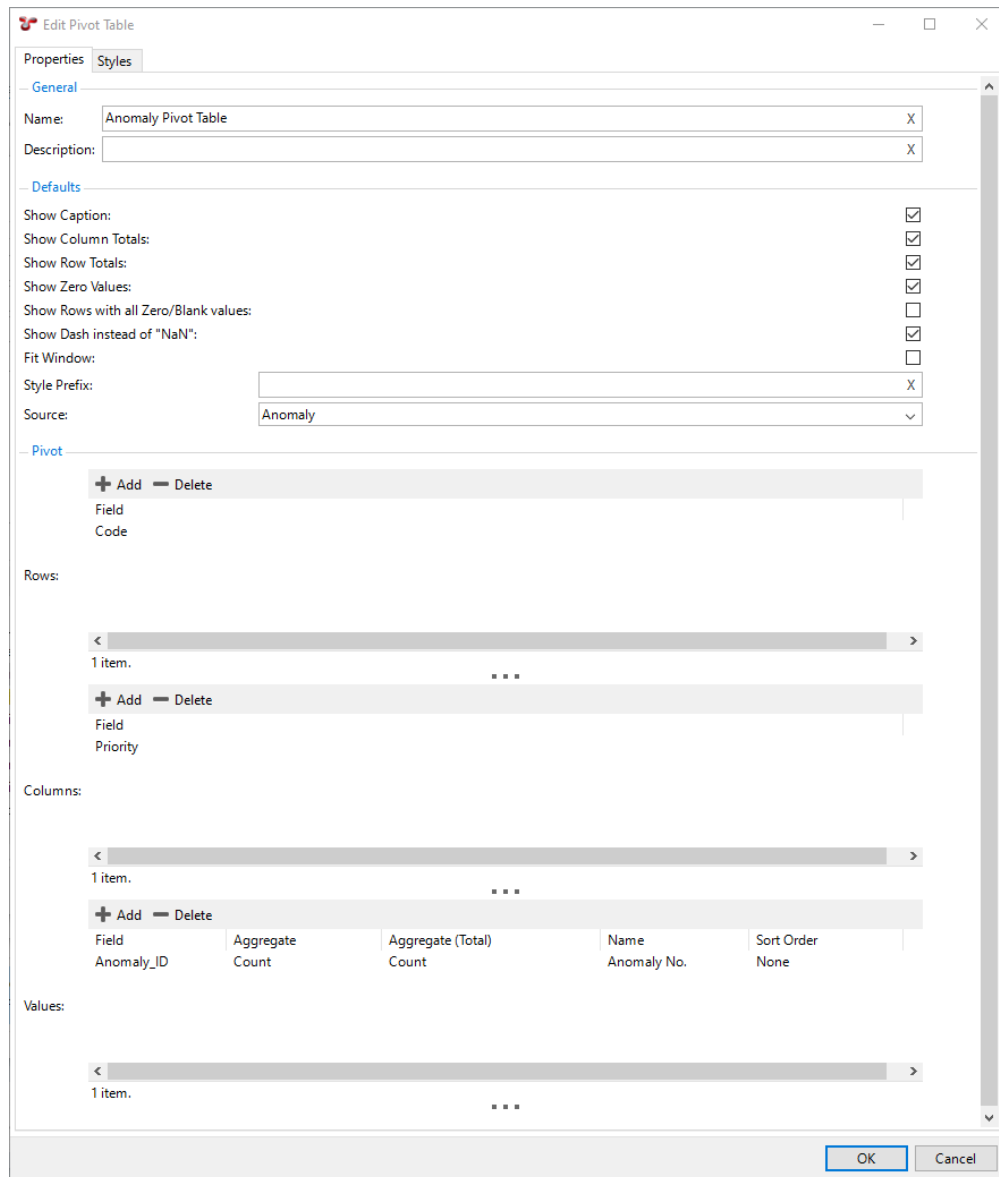 Edit Pivot Table
Properties Styles
General
Name: Anomaly Pivot Table X
Description: X
Defaults
Show Caption:
Show Column Totals:
Show Row Totals:
Show Zero Values:
Show Rows with all Zero/Blank values:
Show Dash instead of "NaN":
Fit Window:
Style Prefix: X
Source: Anomaly
Pivot
Add Delete
Field
Code
Rows:
1 item.
Add Delete
Field
Priority
Columns:
1 item.
Add Delete
Field Aggregate Aggregate (Total) Name Sort Order
Anomaly_ID Count Count Anomaly No. None
Values:
1 item.
OK Cancel